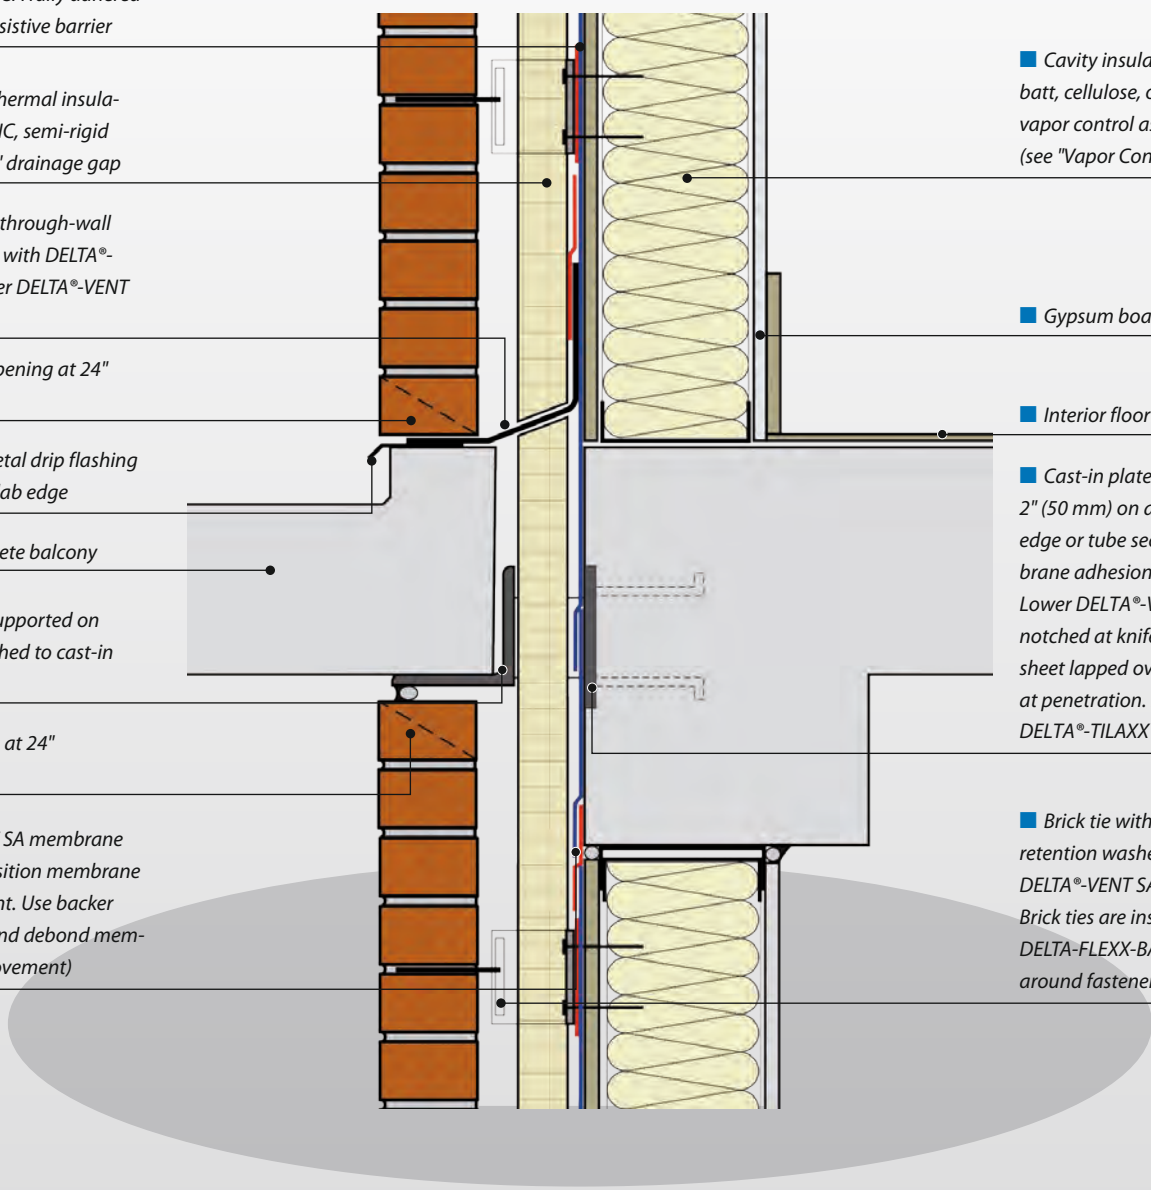 sistive barrier
hermal insula-
IC, semi-rigid
" drainage gap
through-wall
with DELTA®-
er DELTA®-VENT
pening at 24"
etal drip flashing
lab edge
ete balcony
upported on
hed to cast-in
at 24"
SA membrane
sition membrane
nt. Use backer
nd debond mem-
ovement)
■ Cavity insula
batt, cellulose, o
vapor control as
(see "Vapor Con
■ Gypsum boa
■ Interior floor
■ Cast-in plate
2" (50 mm) on a
edge or tube sec
brane adhesion
Lower DELTA®-V
notched at knife
sheet lapped ov
at penetration.
DELTA®-TILAXX
■ Brick tie with
retention washe
DELTA®-VENT SA
Brick ties are ins
DELTA-FLEXX-BA
around fastener